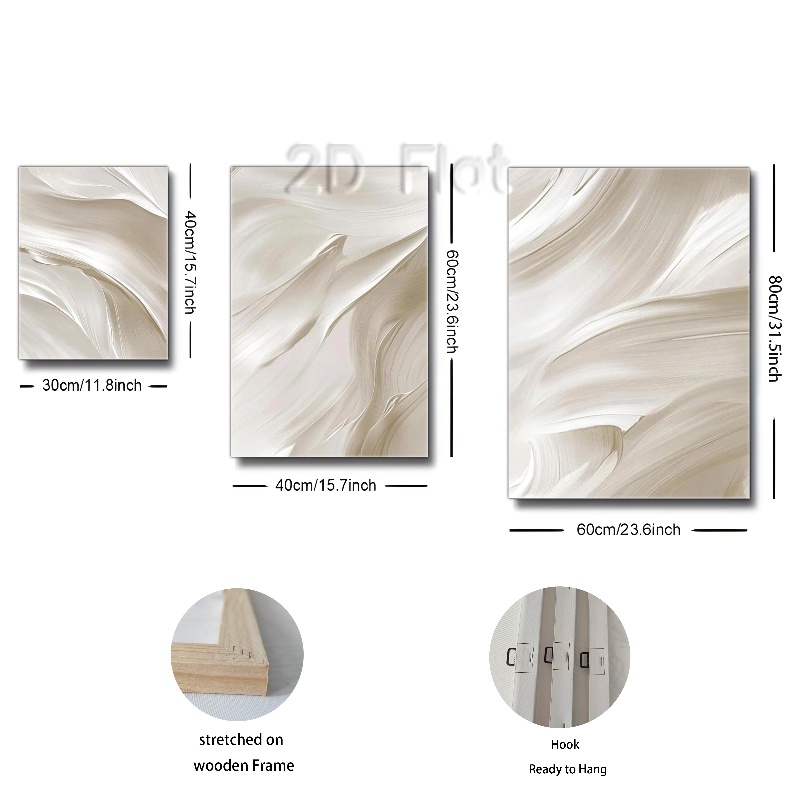 2D Flat
40cm/15.7inch
30cm/11.8inch
60cm/23.6inch
40cm/15.7inch
80cm/31.5inch
60cm/23.6inch
stretched on
wooden Frame
Hook
Ready to Hang